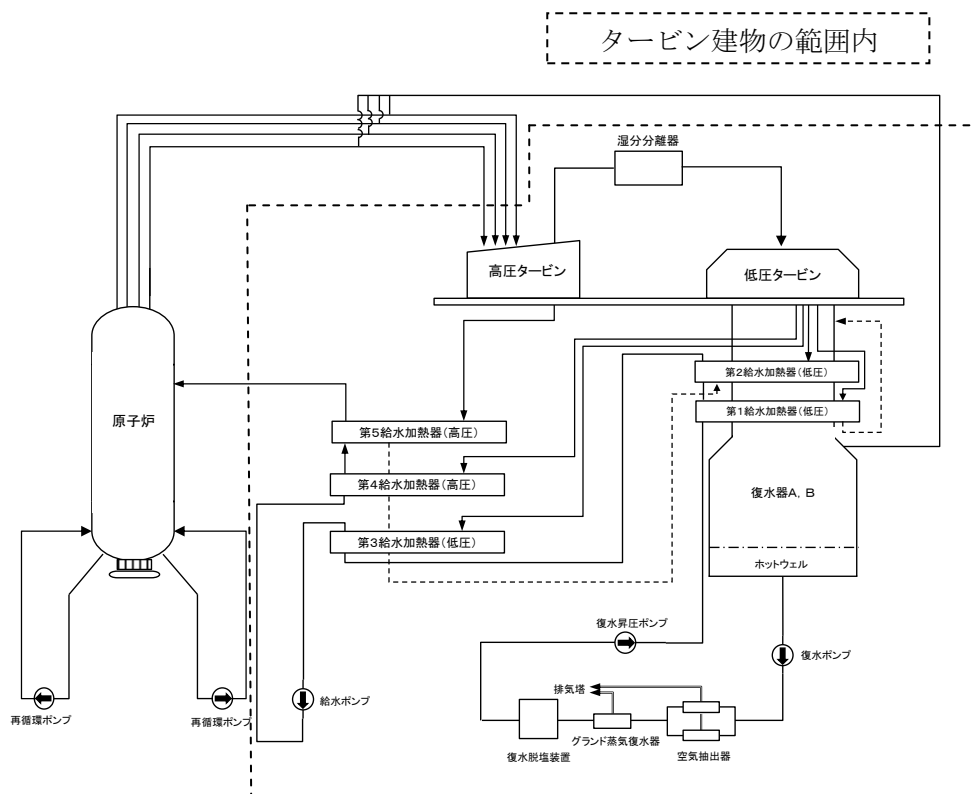 タービン建物の範囲内
湿分分離器
高圧タービン
低圧タービン
第2給水加熱器(低圧)
第1給水加熱器(低圧)
原子炉
第5給水加熱器(高圧)
第4給水加熱器(高圧)
第3給水加熱器(低圧)
復水器A, B
ホットウェル
復水昇圧ポンプ
復水ポンプ
排気塔
給水ポンプ
再循環ポンプ
再循環ポンプ
グランド蒸気復水器
復水脱塩装置
空気抽出器